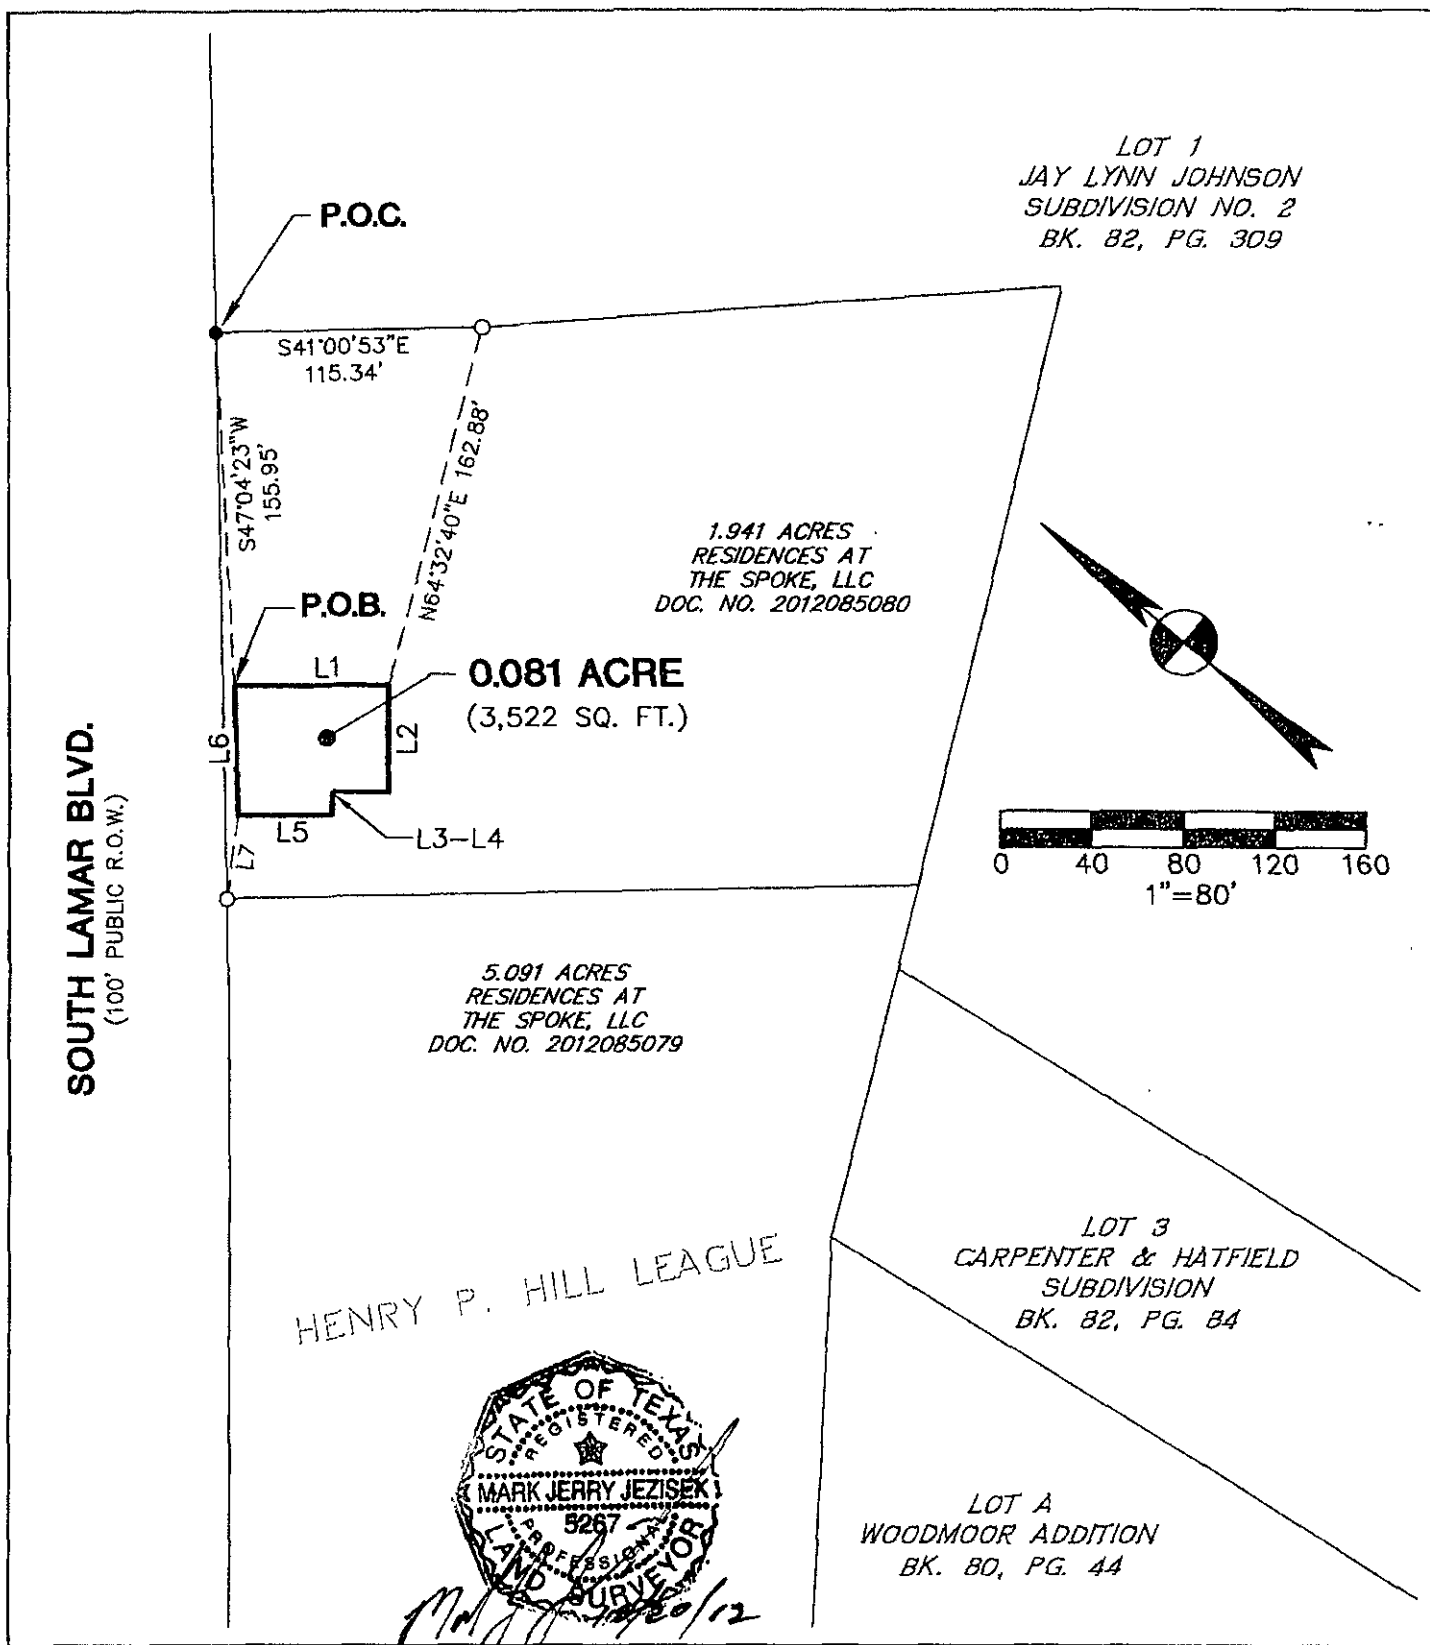 LOT 1
JAY LYNN JOHNSON
SUBDIVISION NO. 2
BK. 82, PG. 309
P.O.C.
S41°00'53"E
115.34'
S47°04'23"W
155.95'
N64°32'40"E 162.88'
1.941 ACRES
RESIDENCES AT
THE SPOKE, LLC
DOC. NO. 2012085080
P.O.B.
L1
0.081 ACRE
(3,522 SQ. FT.)
L2
L6
L5
L3-L4
L7
SOUTH LAMAR BLVD.
(100' PUBLIC R.O.W.)
0 40 80 120 160
1"=80'
5.091 ACRES
RESIDENCES AT
THE SPOKE, LLC
DOC. NO. 2012085079
HENRY P. HILL LEAGUE
LOT 3
CARPENTER & HATFIELD
SUBDIVISION
BK. 82, PG. 84
STATE OF TEXAS
REGISTERED
MARK JERRY JEZISEK
5267
PROFESSIONAL
LAND SURVEYOR
LOT A
WOODMOOR ADDITION
BK. 80, PG. 44